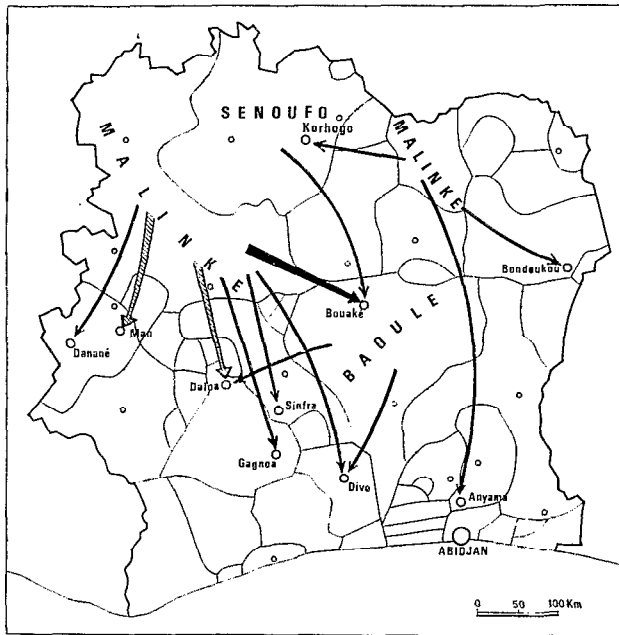 SENOUFO
Korhogo
MALINKE
MALINKE
Bondoukou
Bouaké
BAOULE
Man
Danané
Daloa
Sinfra
Gagnoa
Divo
Anyama
ABIDJAN
0 50 100 Km